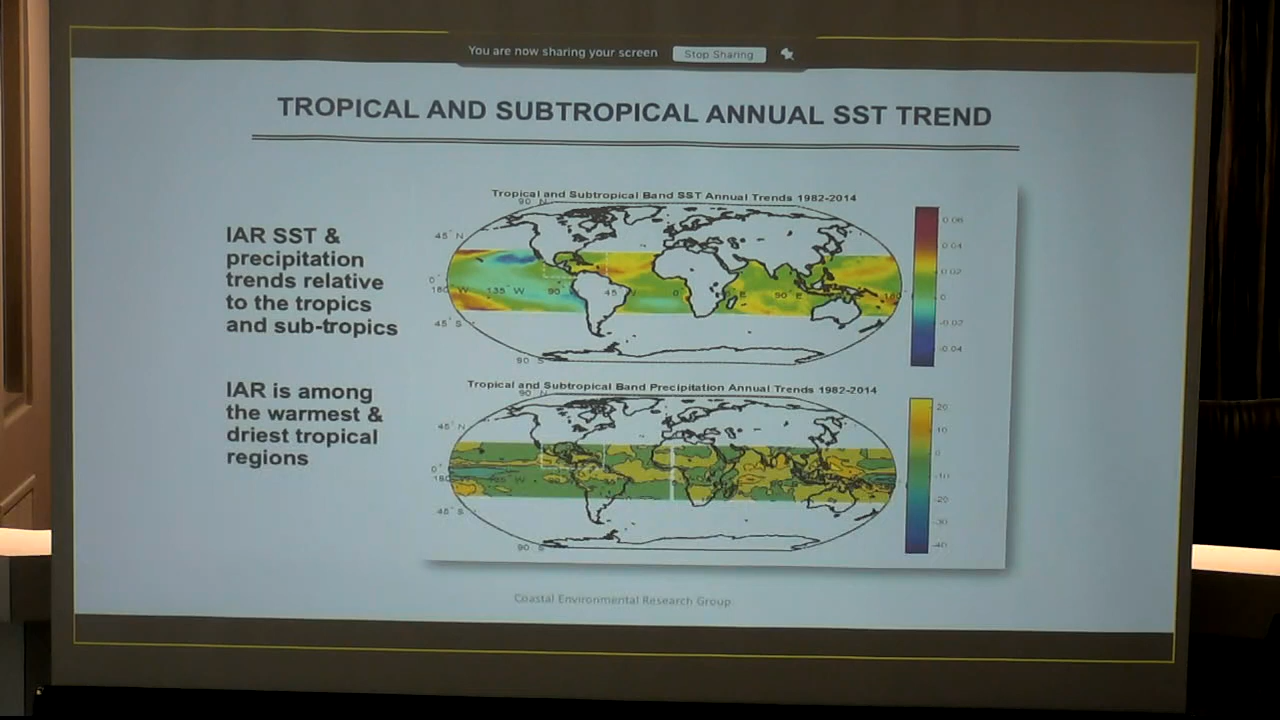 You are now sharing your screen Stop Sharing
TROPICAL AND SUBTROPICAL ANNUAL SST TREND
IAR SST &
precipitation
trends relative
to the tropics
and sub-tropics
IAR is among
the warmest &
driest tropical
regions
Tropical and Subtropical Band SST Annual Trends 1982-2014
90° N
45° N
0°
180° W 135° W 90° 45° 0° E 90° E 180°
45° S
90° S
0.06
0.04
0.02
0
-0.02
-0.04
Tropical and Subtropical Band Precipitation Annual Trends 1982-2014
90° N
45° N
0°
180° 135° W
45° S
90° S
20
10
0
-10
-20
-30
-40
Coastal Environmental Research Group